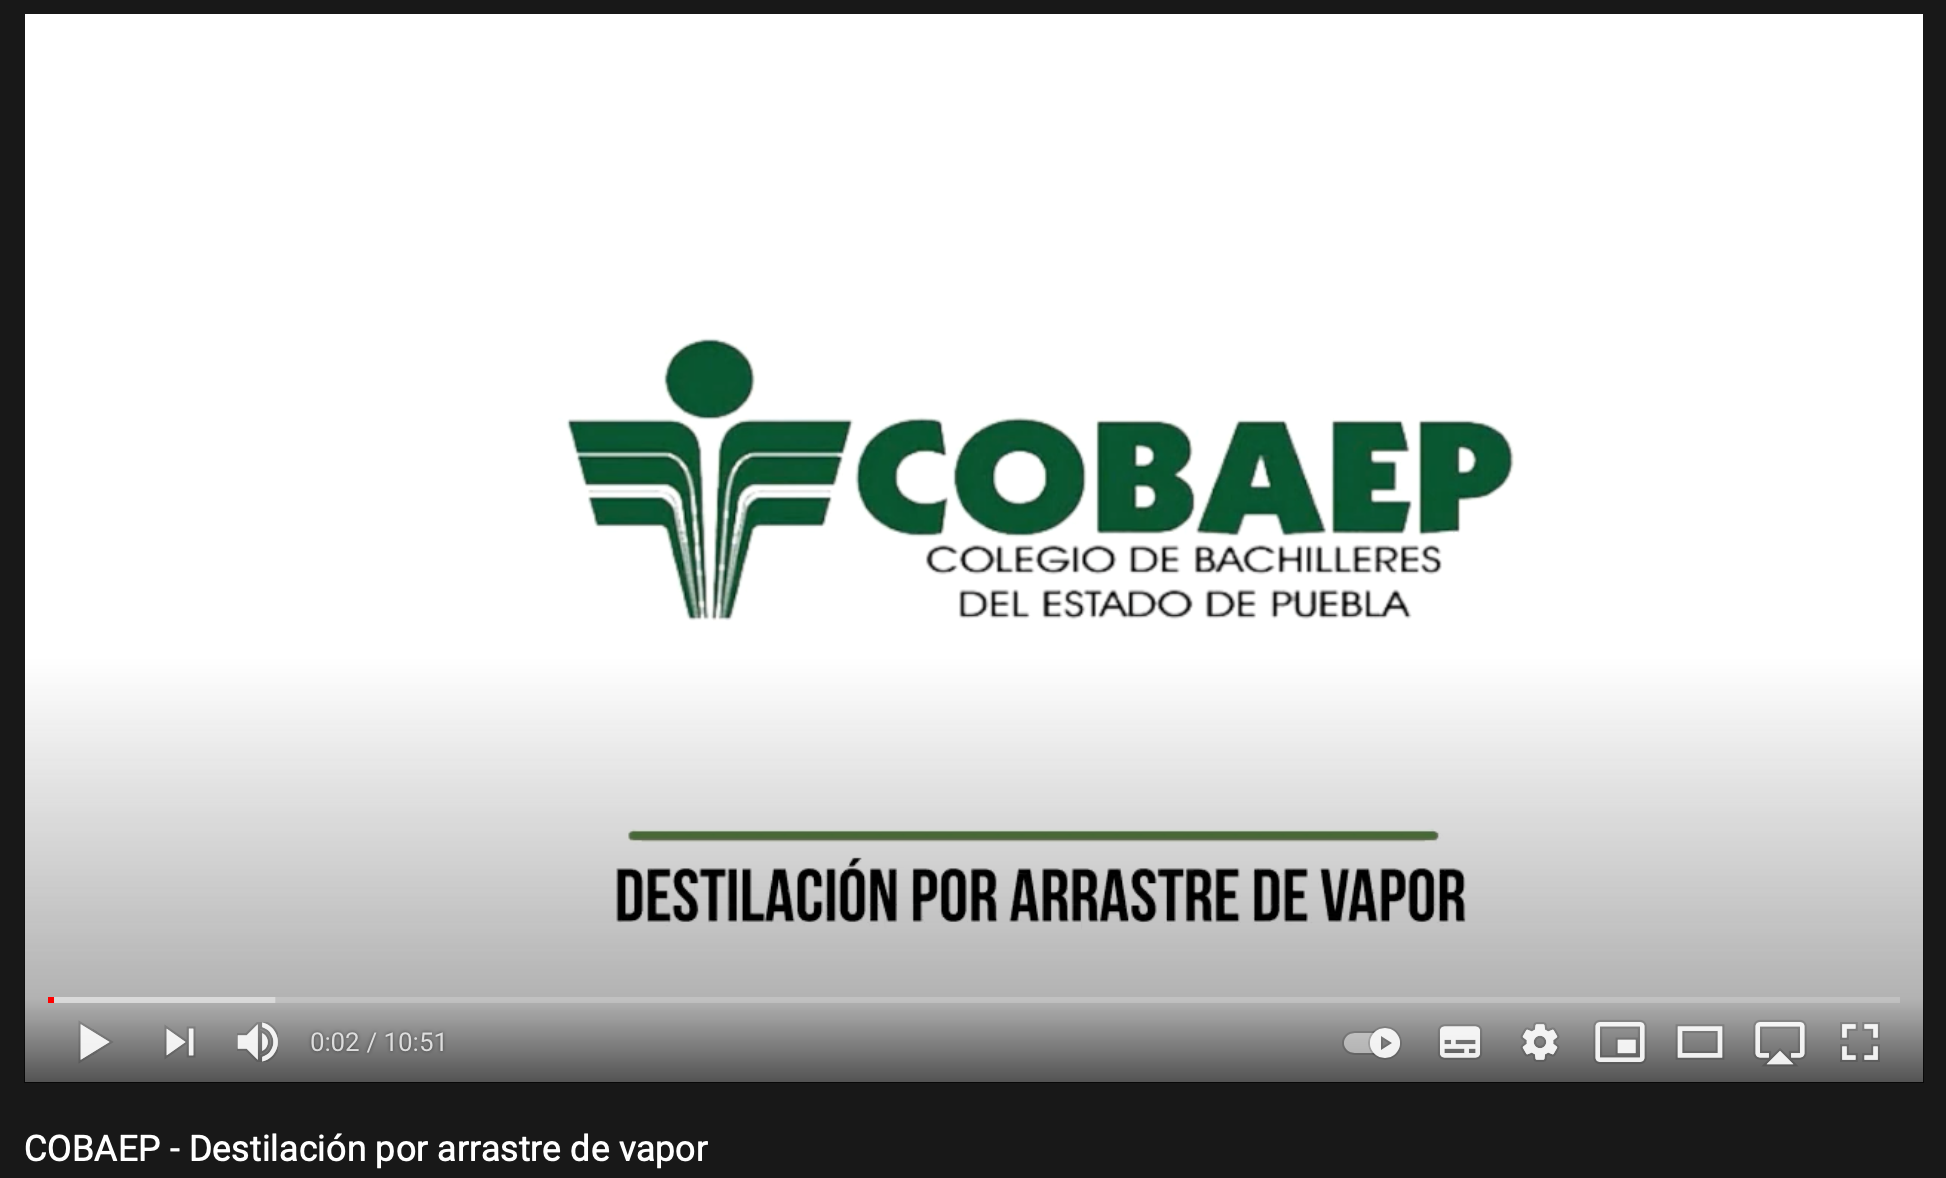 COBAEP
COLEGIO DE BACHILLERES
DEL ESTADO DE PUEBLA
DESTILACIÓN POR ARRASTRE DE VAPOR
0:02 / 10:51
COBAEP - Destilación por arrastre de vapor